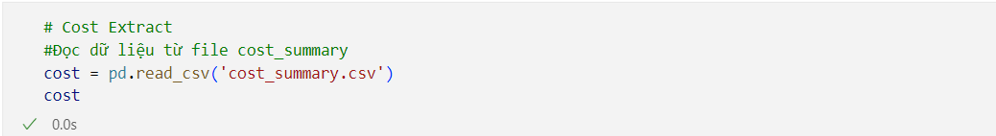 # Cost Extract
#Đọc dữ liệu từ file cost_summary
cost = pd.read_csv('cost_summary.csv')
cost
0.0s